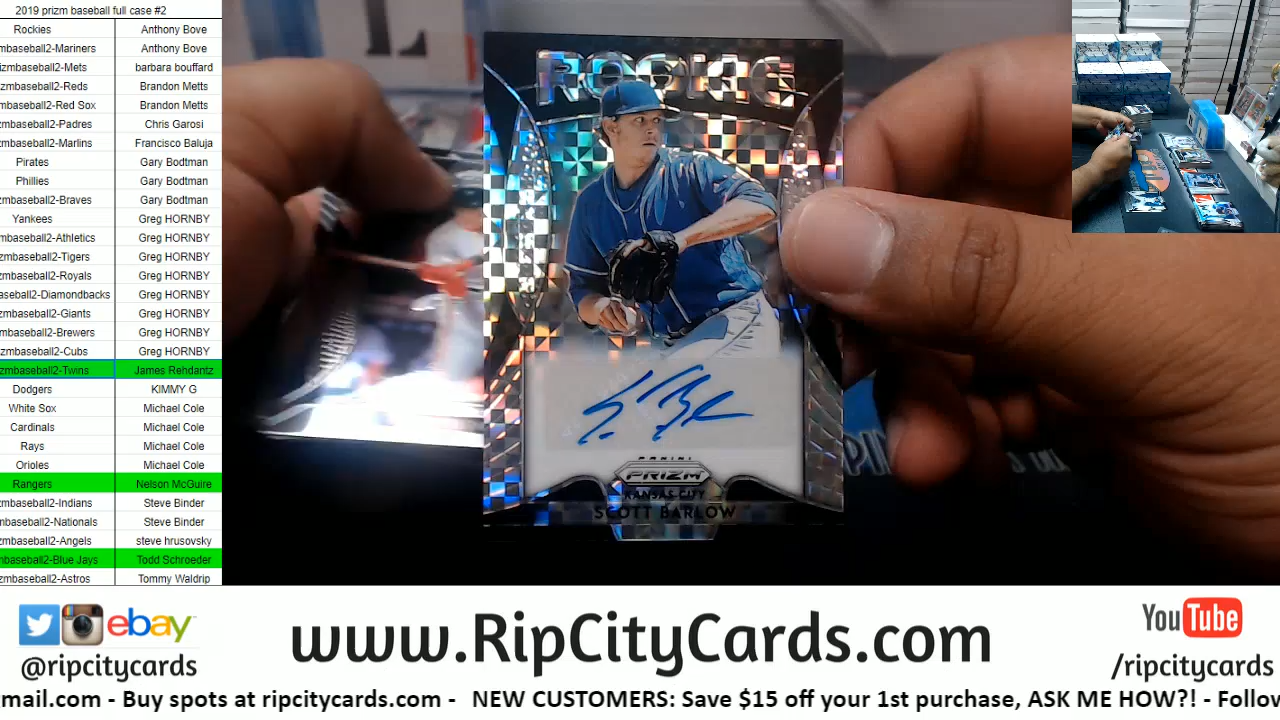 2019 prizm baseball full case #2
Rockies Anthony Bove
mbaseball2-Mariners Anthony Bove
izmbaseball2-Mets barbara bouffard
zmbaseball2-Reds Brandon Metts
mbaseball2-Red Sox Brandon Metts
mbaseball2-Padres Chris Garosi
zmbaseball2-Marlins Francisco Baluja
Pirates Gary Bodtman
Phillies Gary Bodtman
mbaseball2-Braves Gary Bodtman
Yankees Greg HORNBY
mbaseball2-Athletics Greg HORNBY
zmbaseball2-Tigers Greg HORNBY
mbaseball2-Royals Greg HORNBY
aseball2-Diamondbacks Greg HORNBY
mbaseball2-Giants Greg HORNBY
mbaseball2-Brewers Greg HORNBY
zmbaseball2-Cubs Greg HORNBY
zmbaseball2-Twins James Rehdantz
Dodgers KIMMY G
White Sox Michael Cole
Cardinals Michael Cole
Rays Michael Cole
Orioles Michael Cole
Rangers Nelson McGuire
zmbaseball2-Indians Steve Binder
mbaseball2-Nationals Steve Binder
zmbaseball2-Angels steve hrusovsky
mbaseball2-Blue Jays Todd Schroeder
zmbaseball2-Astros Tommy Waldrip
ROOKIE
PANINI
PRIZM
KANSAS CITY
SCOTT BARLOW
ebay
@ripcitycards
www.RipCityCards.com
YouTube
/ripcitycards
mail.com - Buy spots at ripcitycards.com - NEW CUSTOMERS: Save $15 off your 1st purchase, ASK ME HOW?! - Follov